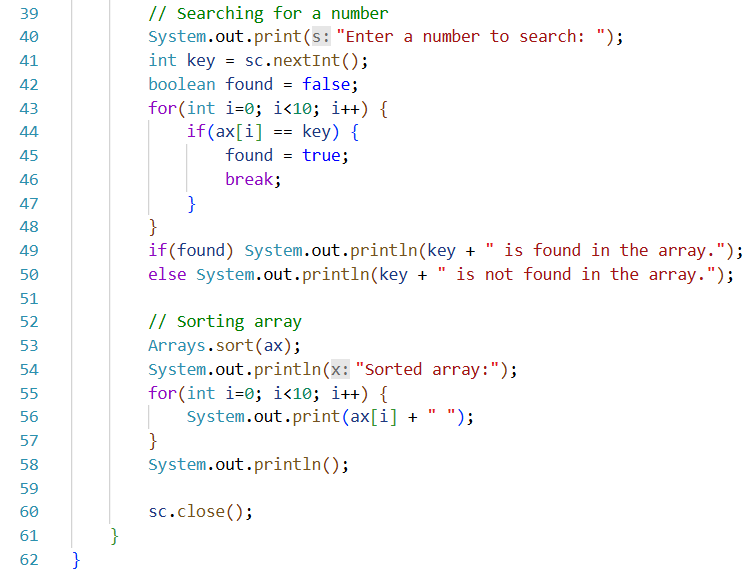 39 // Searching for a number
40 System.out.print(s: "Enter a number to search: ");
41 int key = sc.nextInt();
42 boolean found = false;
43 for(int i=0; i<10; i++) {
44 if(ax[i] == key) {
45 found = true;
46 break;
47 }
48 }
49 if(found) System.out.println(key + " is found in the array.");
50 else System.out.println(key + " is not found in the array.");
51
52 // Sorting array
53 Arrays.sort(ax);
54 System.out.println(x: "Sorted array:");
55 for(int i=0; i<10; i++) {
56 System.out.print(ax[i] + " ");
57 }
58 System.out.println();
59
60 sc.close();
61 }
62 }